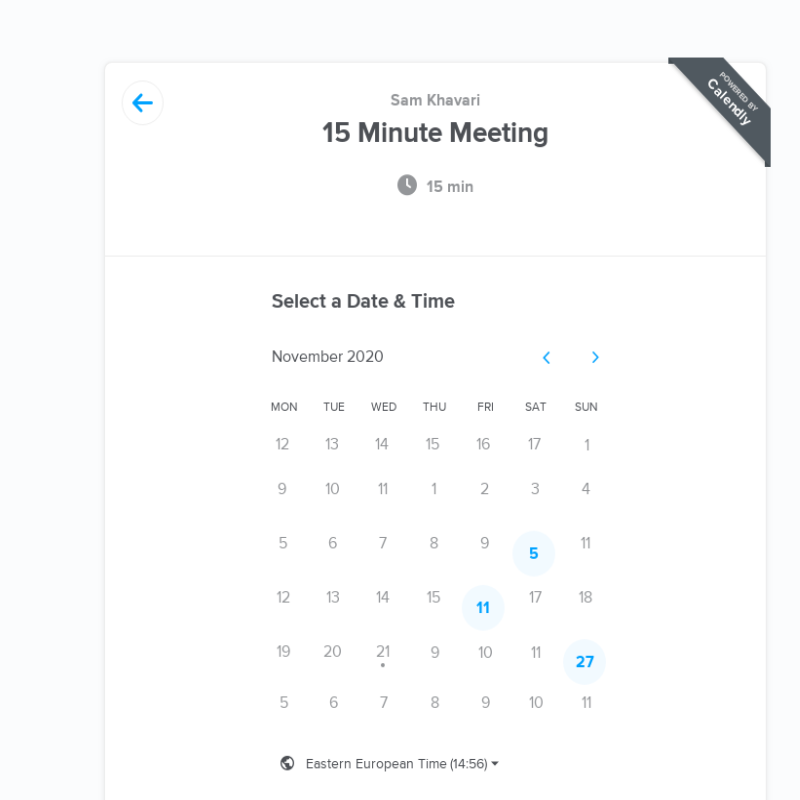 POWERED BY
Calendly
Sam Khavari
15 Minute Meeting
15 min
Select a Date & Time
November 2020
MON TUE WED THU FRI SAT SUN
12 13 14 15 16 17 1
9 10 11 1 2 3 4
5 6 7 8 9 5 11
12 13 14 15 11 17 18
19 20 21 9 10 11 27
5 6 7 8 9 10 11
Eastern European Time (14:56)